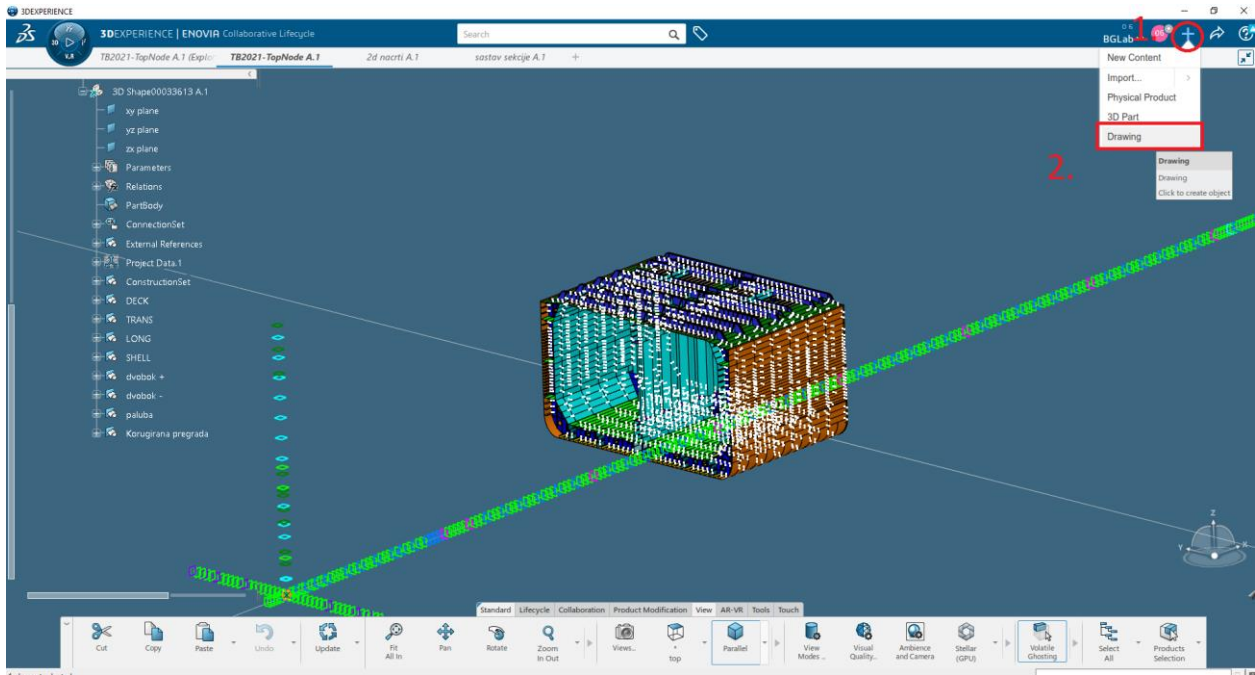 3DEXPERIENCE
3DEXPERIENCE | ENOVIA Collaborative Lifecycle
Search
BGLab
1.
3D
V.R
TB2021-TopNode A.1 (Explor
TB2021-TopNode A.1
2d nacrti A.1
sastav sekcije A.1
+
New Content
Import...
Physical Product
3D Part
Drawing
2.
Drawing
Drawing
Click to create object
3D Shape00033613 A.1
xy plane
yz plane
zx plane
Parameters
Relations
PartBody
ConnectionSet
External References
Project Data.1
ConstructionSet
DECK
TRANS
LONG
SHELL
dvobok +
dvobok -
paluba
Korugirana pregrada
Z
Y
X
Standard Lifecycle Collaboration Product Modification View AR-VR Tools Touch
Cut
Copy
Paste
Undo
Update
Fit All In
Pan
Rotate
Zoom In Out
Views...
top
Parallel
View Modes ...
Visual Quality...
Ambience and Camera
Stellar (GPU)
Volatile Ghosting
Select All
Products Selection